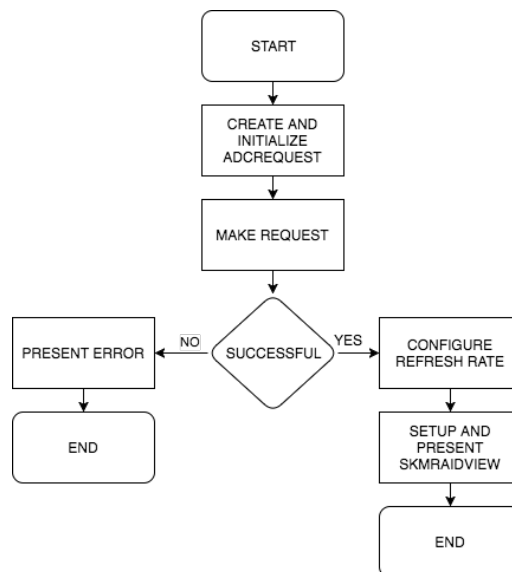 START
CREATE AND
INITIALIZE
ADCREQUEST
MAKE REQUEST
SUCCESSFUL
NO
YES
PRESENT ERROR
CONFIGURE
REFRESH RATE
END
SETUP AND
PRESENT
SKMRAIDVIEW
END